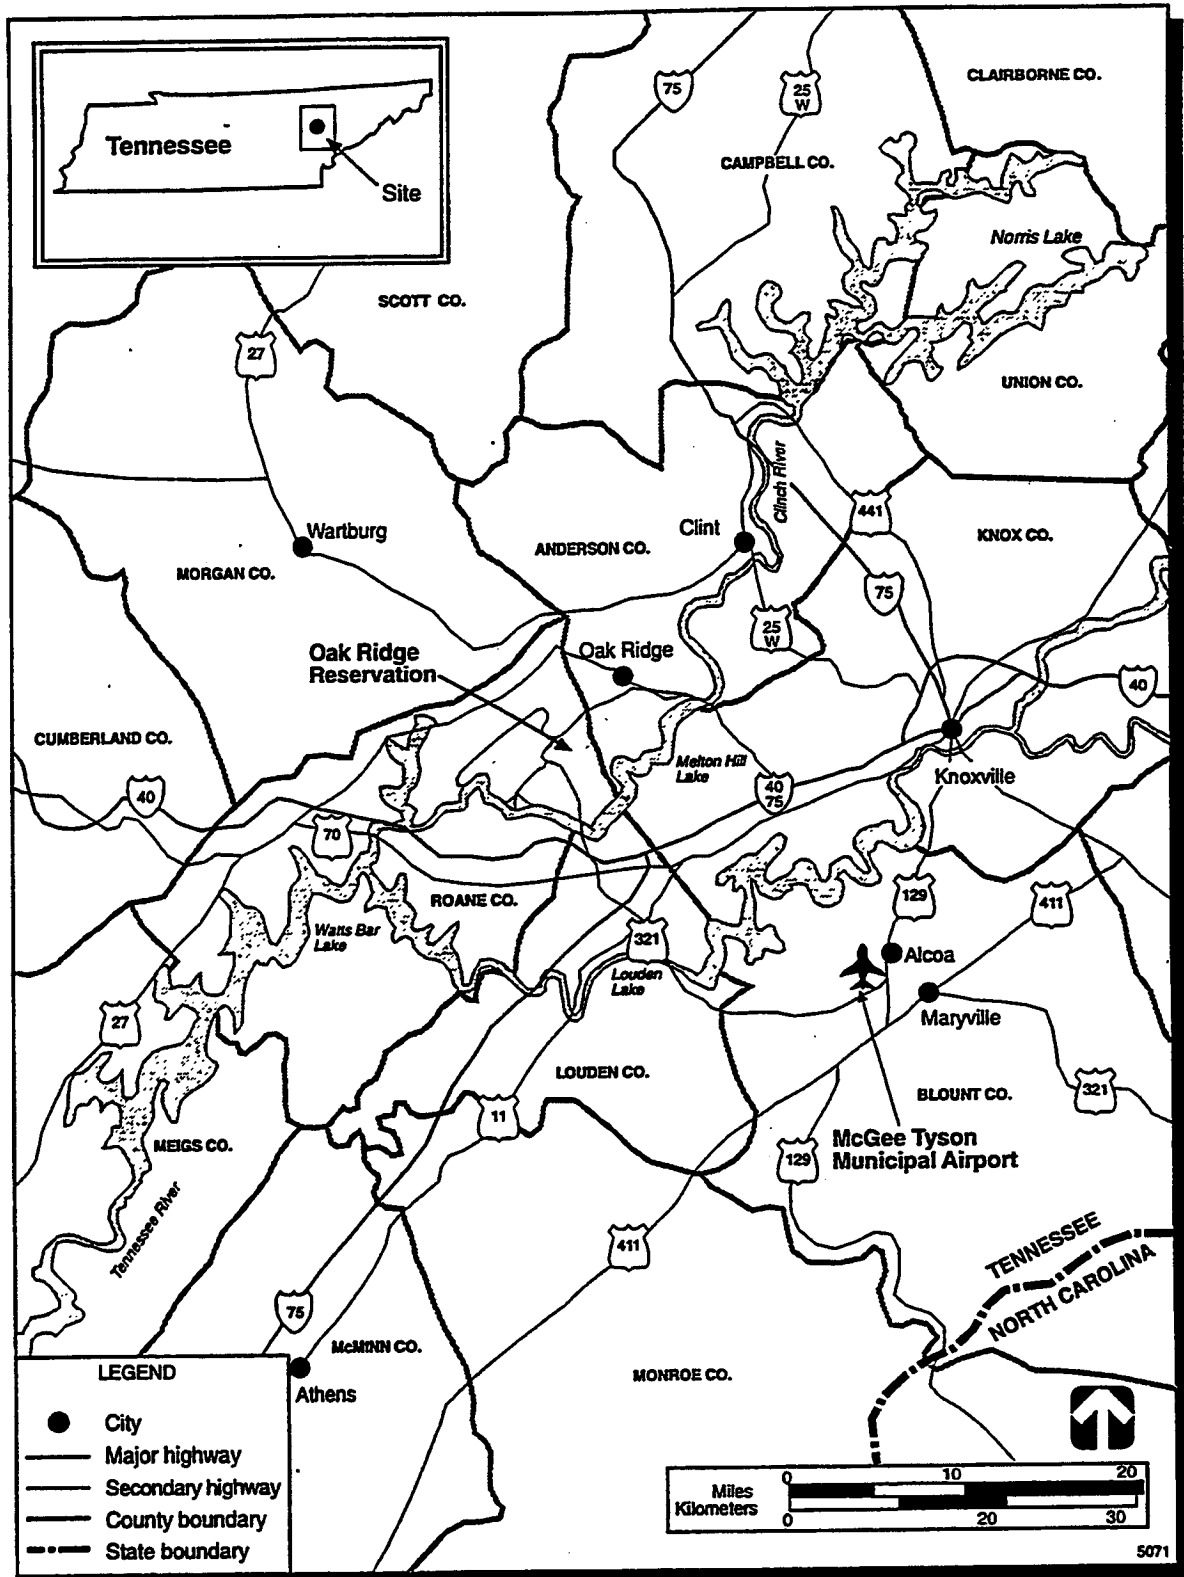 CLAIRBORNE CO.
75
25
W
CAMPBELL CO.
Tennessee
Site
Norris Lake
SCOTT CO.
27
UNION CO.
Clinch River
441
Wartburg
Clint
ANDERSON CO.
KNOX CO.
MORGAN CO.
75
25
W
Oak Ridge
Reservation
Oak Ridge
40
CUMBERLAND CO.
Melton Hill
Lake
Knoxville
40
40
75
70
ROANE CO.
129
411
Watts Bar
Lake
321
Louden
Lake
Alcoa
27
Maryville
LOUDEN CO.
BLOUNT CO.
321
11
MEIGS CO.
McGee Tyson
Municipal Airport
129
Tennessee River
411
TENNESSEE
NORTH CAROLINA
75
McMINN CO.
MONROE CO.
Athens
LEGEND
City
Major highway
Secondary highway
County boundary
State boundary
0 10 20
Miles
Kilometers
0 20 30
5071